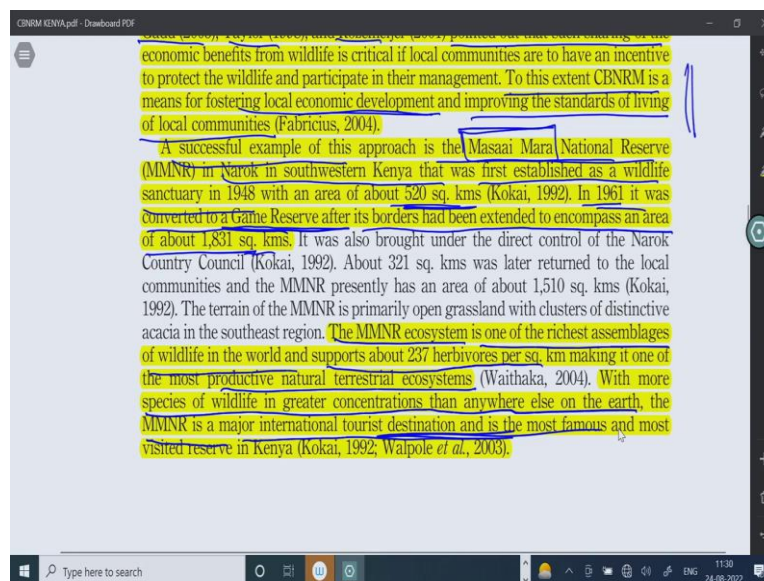 CBNRM KENYA.pdf - Drawboard PDF
economic benefits from wildlife is critical if local communities are to have an incentive
to protect the wildlife and participate in their management. To this extent CBNRM is a
means for fostering local economic development and improving the standards of living
of local communities (Fabricius, 2004).
A successful example of this approach is the Masaai Mara National Reserve
(MMNR) in Narok in southwestern Kenya that was first established as a wildlife
sanctuary in 1948 with an area of about 520 sq. kms (Kokai, 1992). In 1961 it was
converted to a Game Reserve after its borders had been extended to encompass an area
of about 1,831 sq. kms. It was also brought under the direct control of the Narok
Country Council (Kokai, 1992). About 321 sq. kms was later returned to the local
communities and the MMNR presently has an area of about 1,510 sq. kms (Kokai,
1992). The terrain of the MMNR is primarily open grassland with clusters of distinctive
acacia in the southeast region. The MMNR ecosystem is one of the richest assemblages
of wildlife in the world and supports about 237 herbivores per sq. km making it one of
the most productive natural terrestrial ecosystems (Waithaka, 2004). With more
species of wildlife in greater concentrations than anywhere else on the earth, the
MMNR is a major international tourist destination and is the most famous and most
visited reserve in Kenya (Kokai, 1992; Walpole et al., 2003).
Type here to search
ENG
11:30
24-08-2022